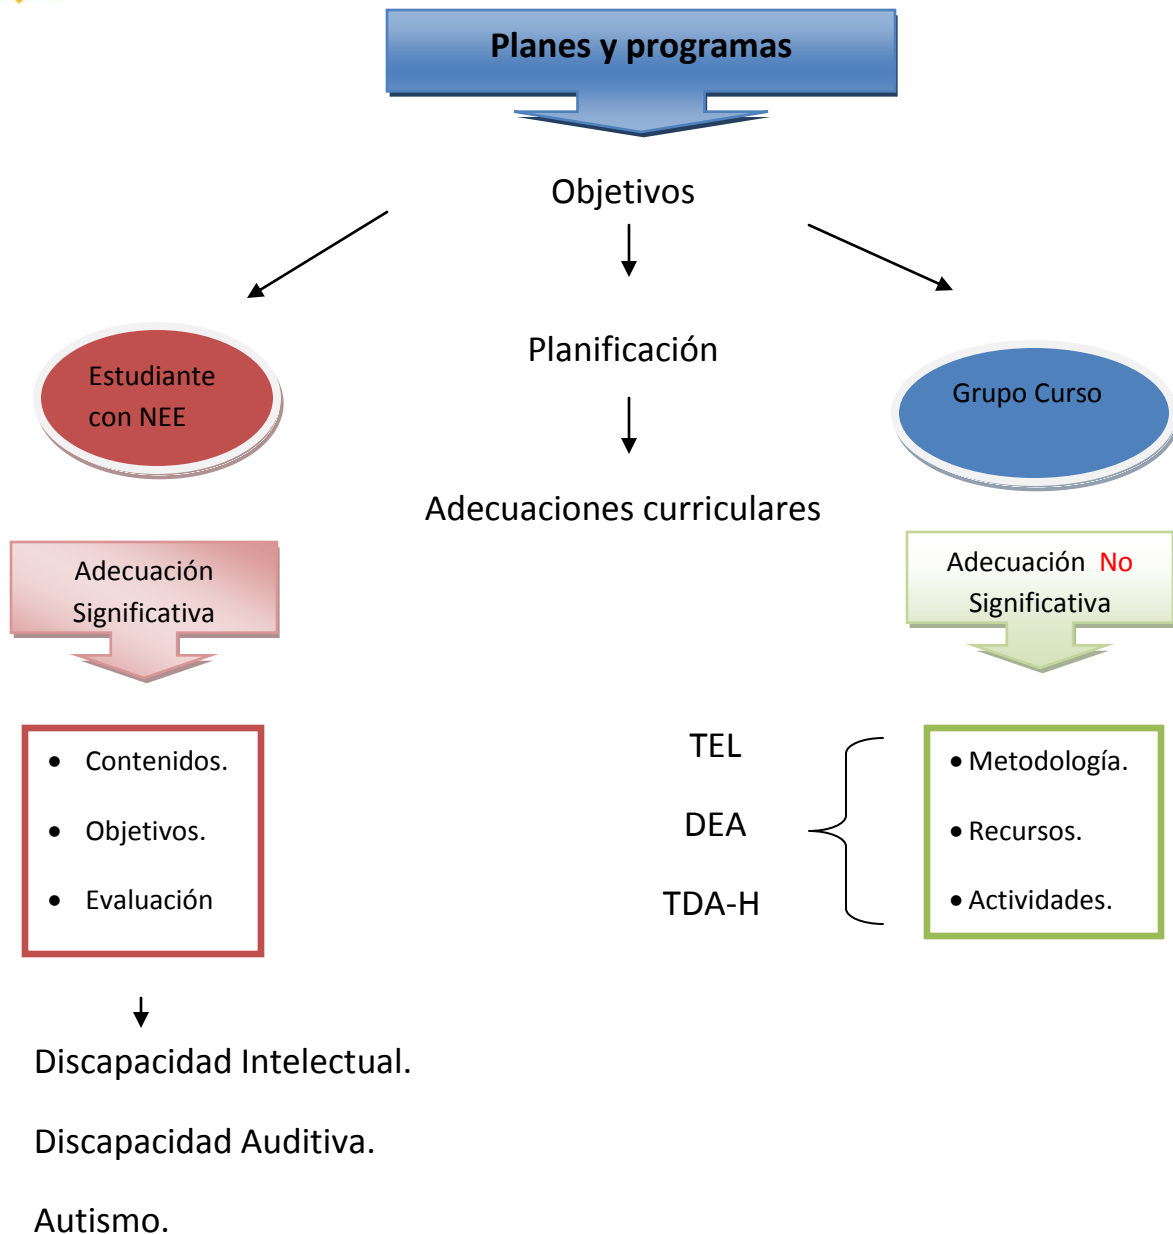 Planes y programas
Objetivos
Planificación
Adecuaciones curriculares
Estudiante
con NEE
Grupo Curso
Adecuación
Significativa
Adecuación No
Significativa
• Contenidos.
• Objetivos.
• Evaluación
TEL
DEA
TDA-H
• Metodología.
• Recursos.
• Actividades.
Discapacidad Intelectual.
Discapacidad Auditiva.
Autismo.